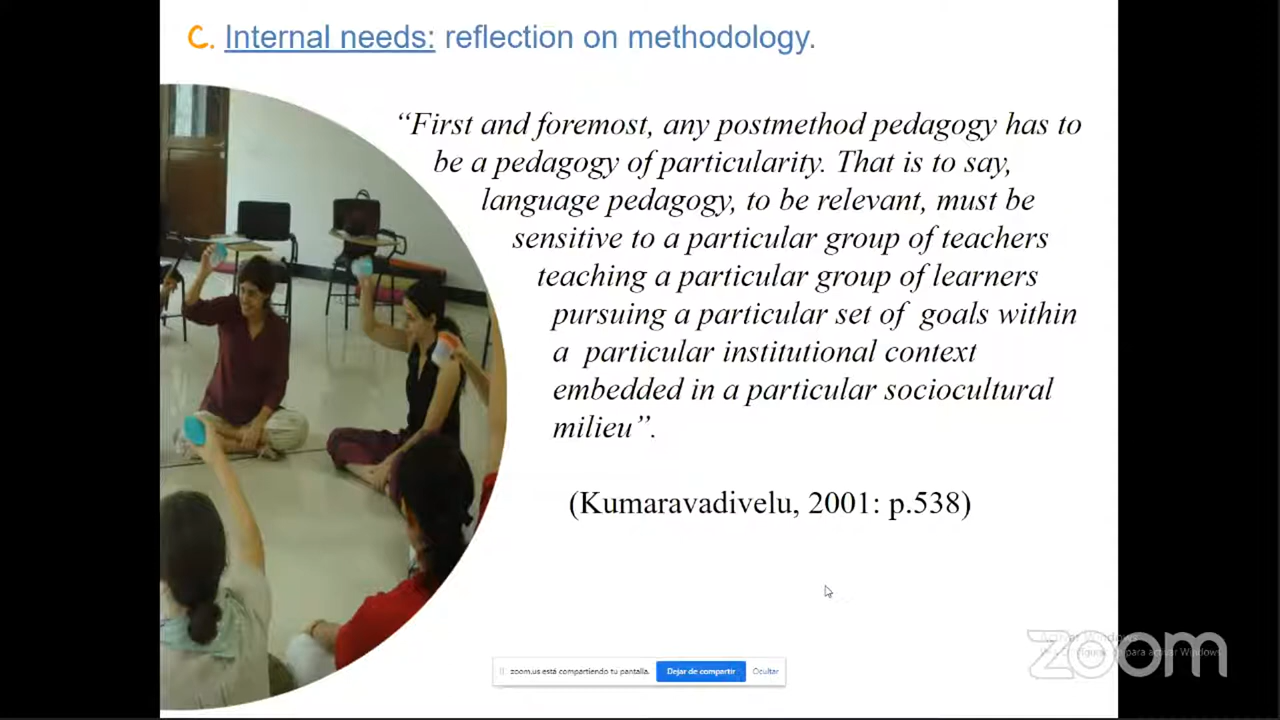 C. Internal needs: reflection on methodology.
“First and foremost, any postmethod pedagogy has to
be a pedagogy of particularity. That is to say,
language pedagogy, to be relevant, must be
sensitive to a particular group of teachers
teaching a particular group of learners
pursuing a particular set of goals within
a particular institutional context
embedded in a particular sociocultural
milieu”.
(Kumaravadivelu, 2001: p.538)
zoom
para activar Windows
zoom.us está compartiendo tu pantalla. Dejar de compartir Ocultar